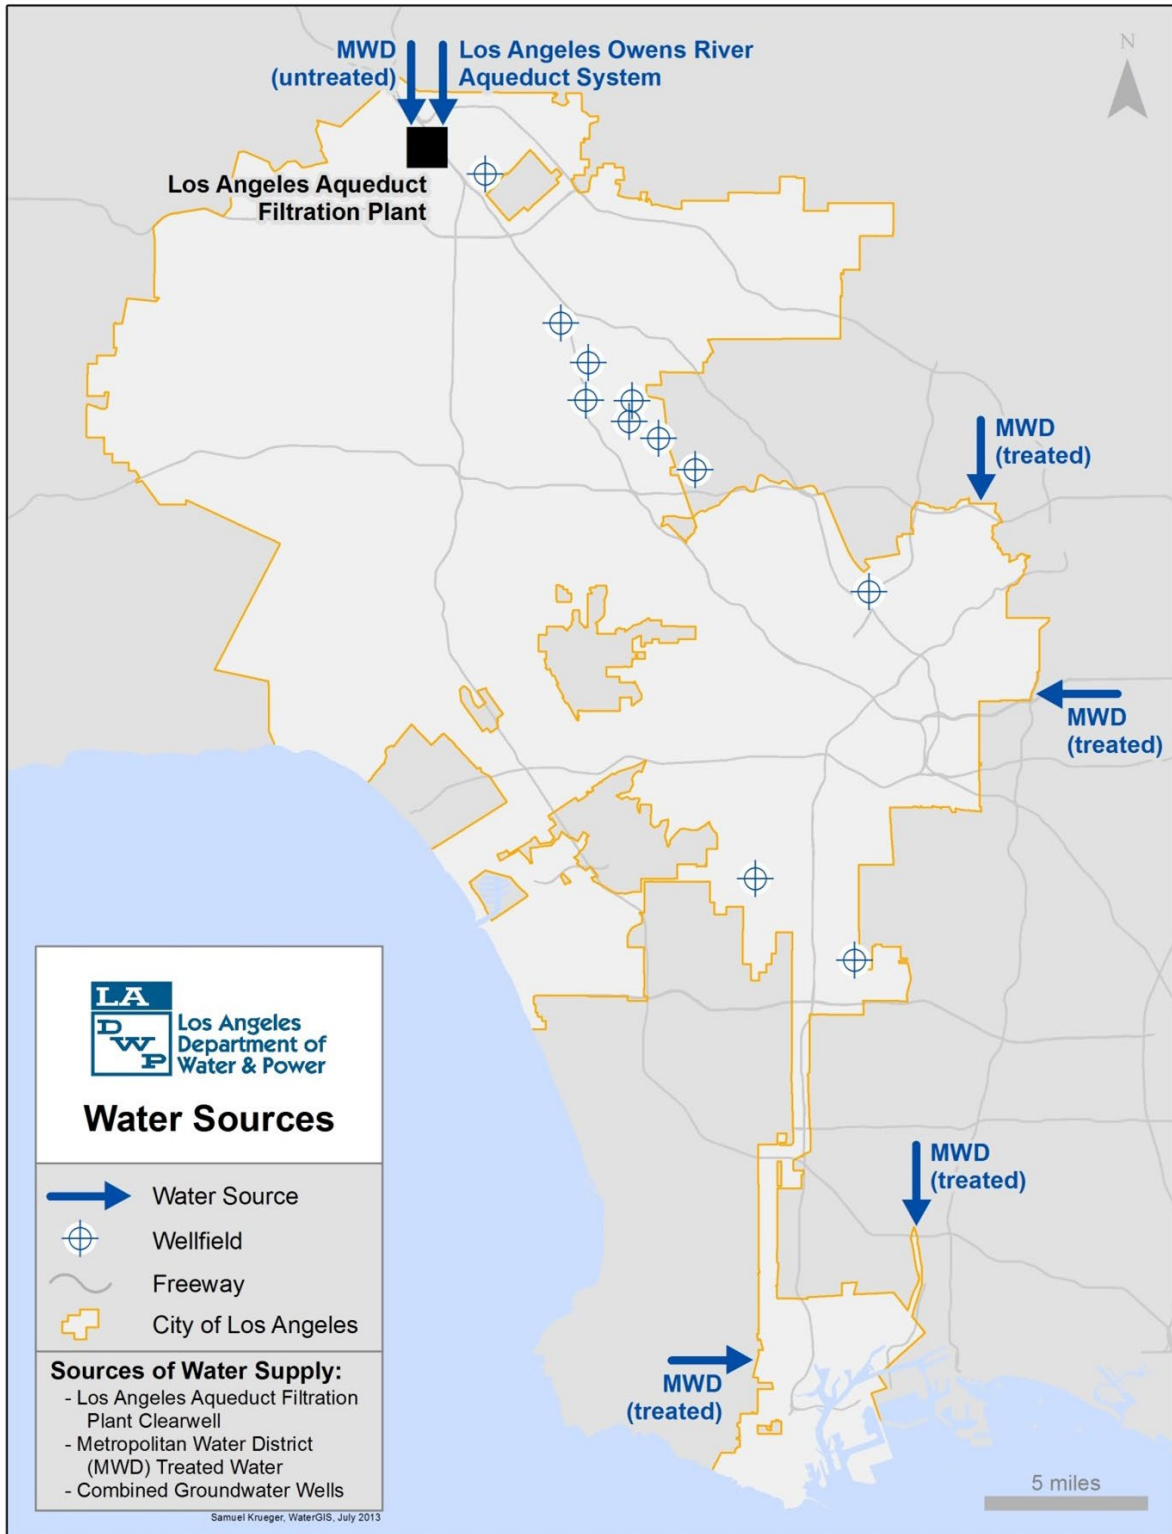 MWD
(untreated)
Los Angeles Owens River
Aqueduct System
N
Los Angeles Aqueduct
Filtration Plant
MWD
(treated)
MWD
(treated)
LA
DWP
Los Angeles
Department of
Water & Power
Water Sources
Water Source
Wellfield
Freeway
City of Los Angeles
Sources of Water Supply:
- Los Angeles Aqueduct Filtration
Plant Clearwell
- Metropolitan Water District
(MWD) Treated Water
- Combined Groundwater Wells
Samuel Krueger, WaterGIS, July 2013
MWD
(treated)
MWD
(treated)
5 miles